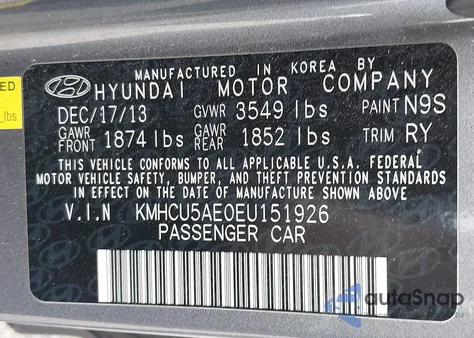 MANUFACTURED IN KOREA BY
HYUNDAI MOTOR COMPANY
DEC/17/13 GVWR 3549 lbs PAINT N9S
GAWR FRONT 1874 lbs GAWR REAR 1852 lbs TRIM RY
THIS VEHICLE CONFORMS TO ALL APPLICABLE U.S.A. FEDERAL
MOTOR VEHICLE SAFETY, BUMPER, AND THEFT PREVENTION STANDARDS
IN EFFECT ON THE DATE OF MANUFACTURE SHOWN ABOVE.
V.I.N KMHCU5AE0EU151926
PASSENGER CAR
ED
lbs
autoSnap